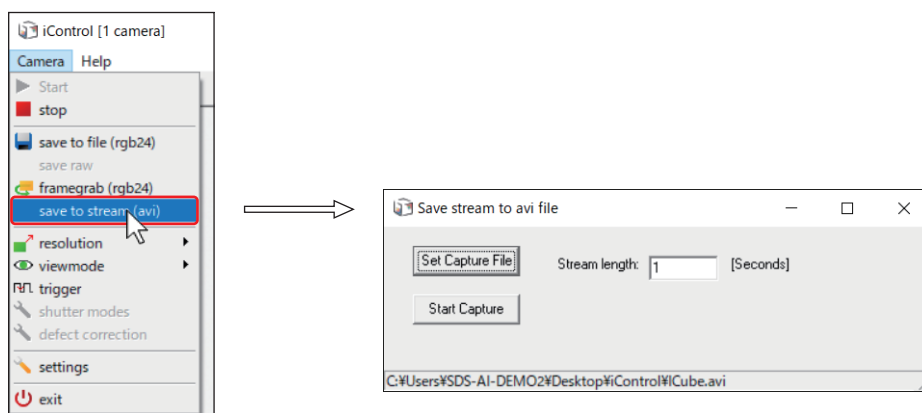 iControl [1 camera]
Camera Help
Start
stop
save to file (rgb24)
save raw
framegrab (rgb24)
save to stream (avi)
resolution
viewmode
trigger
shutter modes
defect correction
settings
exit
Save stream to avi file
Set Capture File Stream length: 1 [Seconds]
Start Capture
C:¥Users¥SDS-AI-DEMO2¥Desktop¥iControl¥ICube.avi